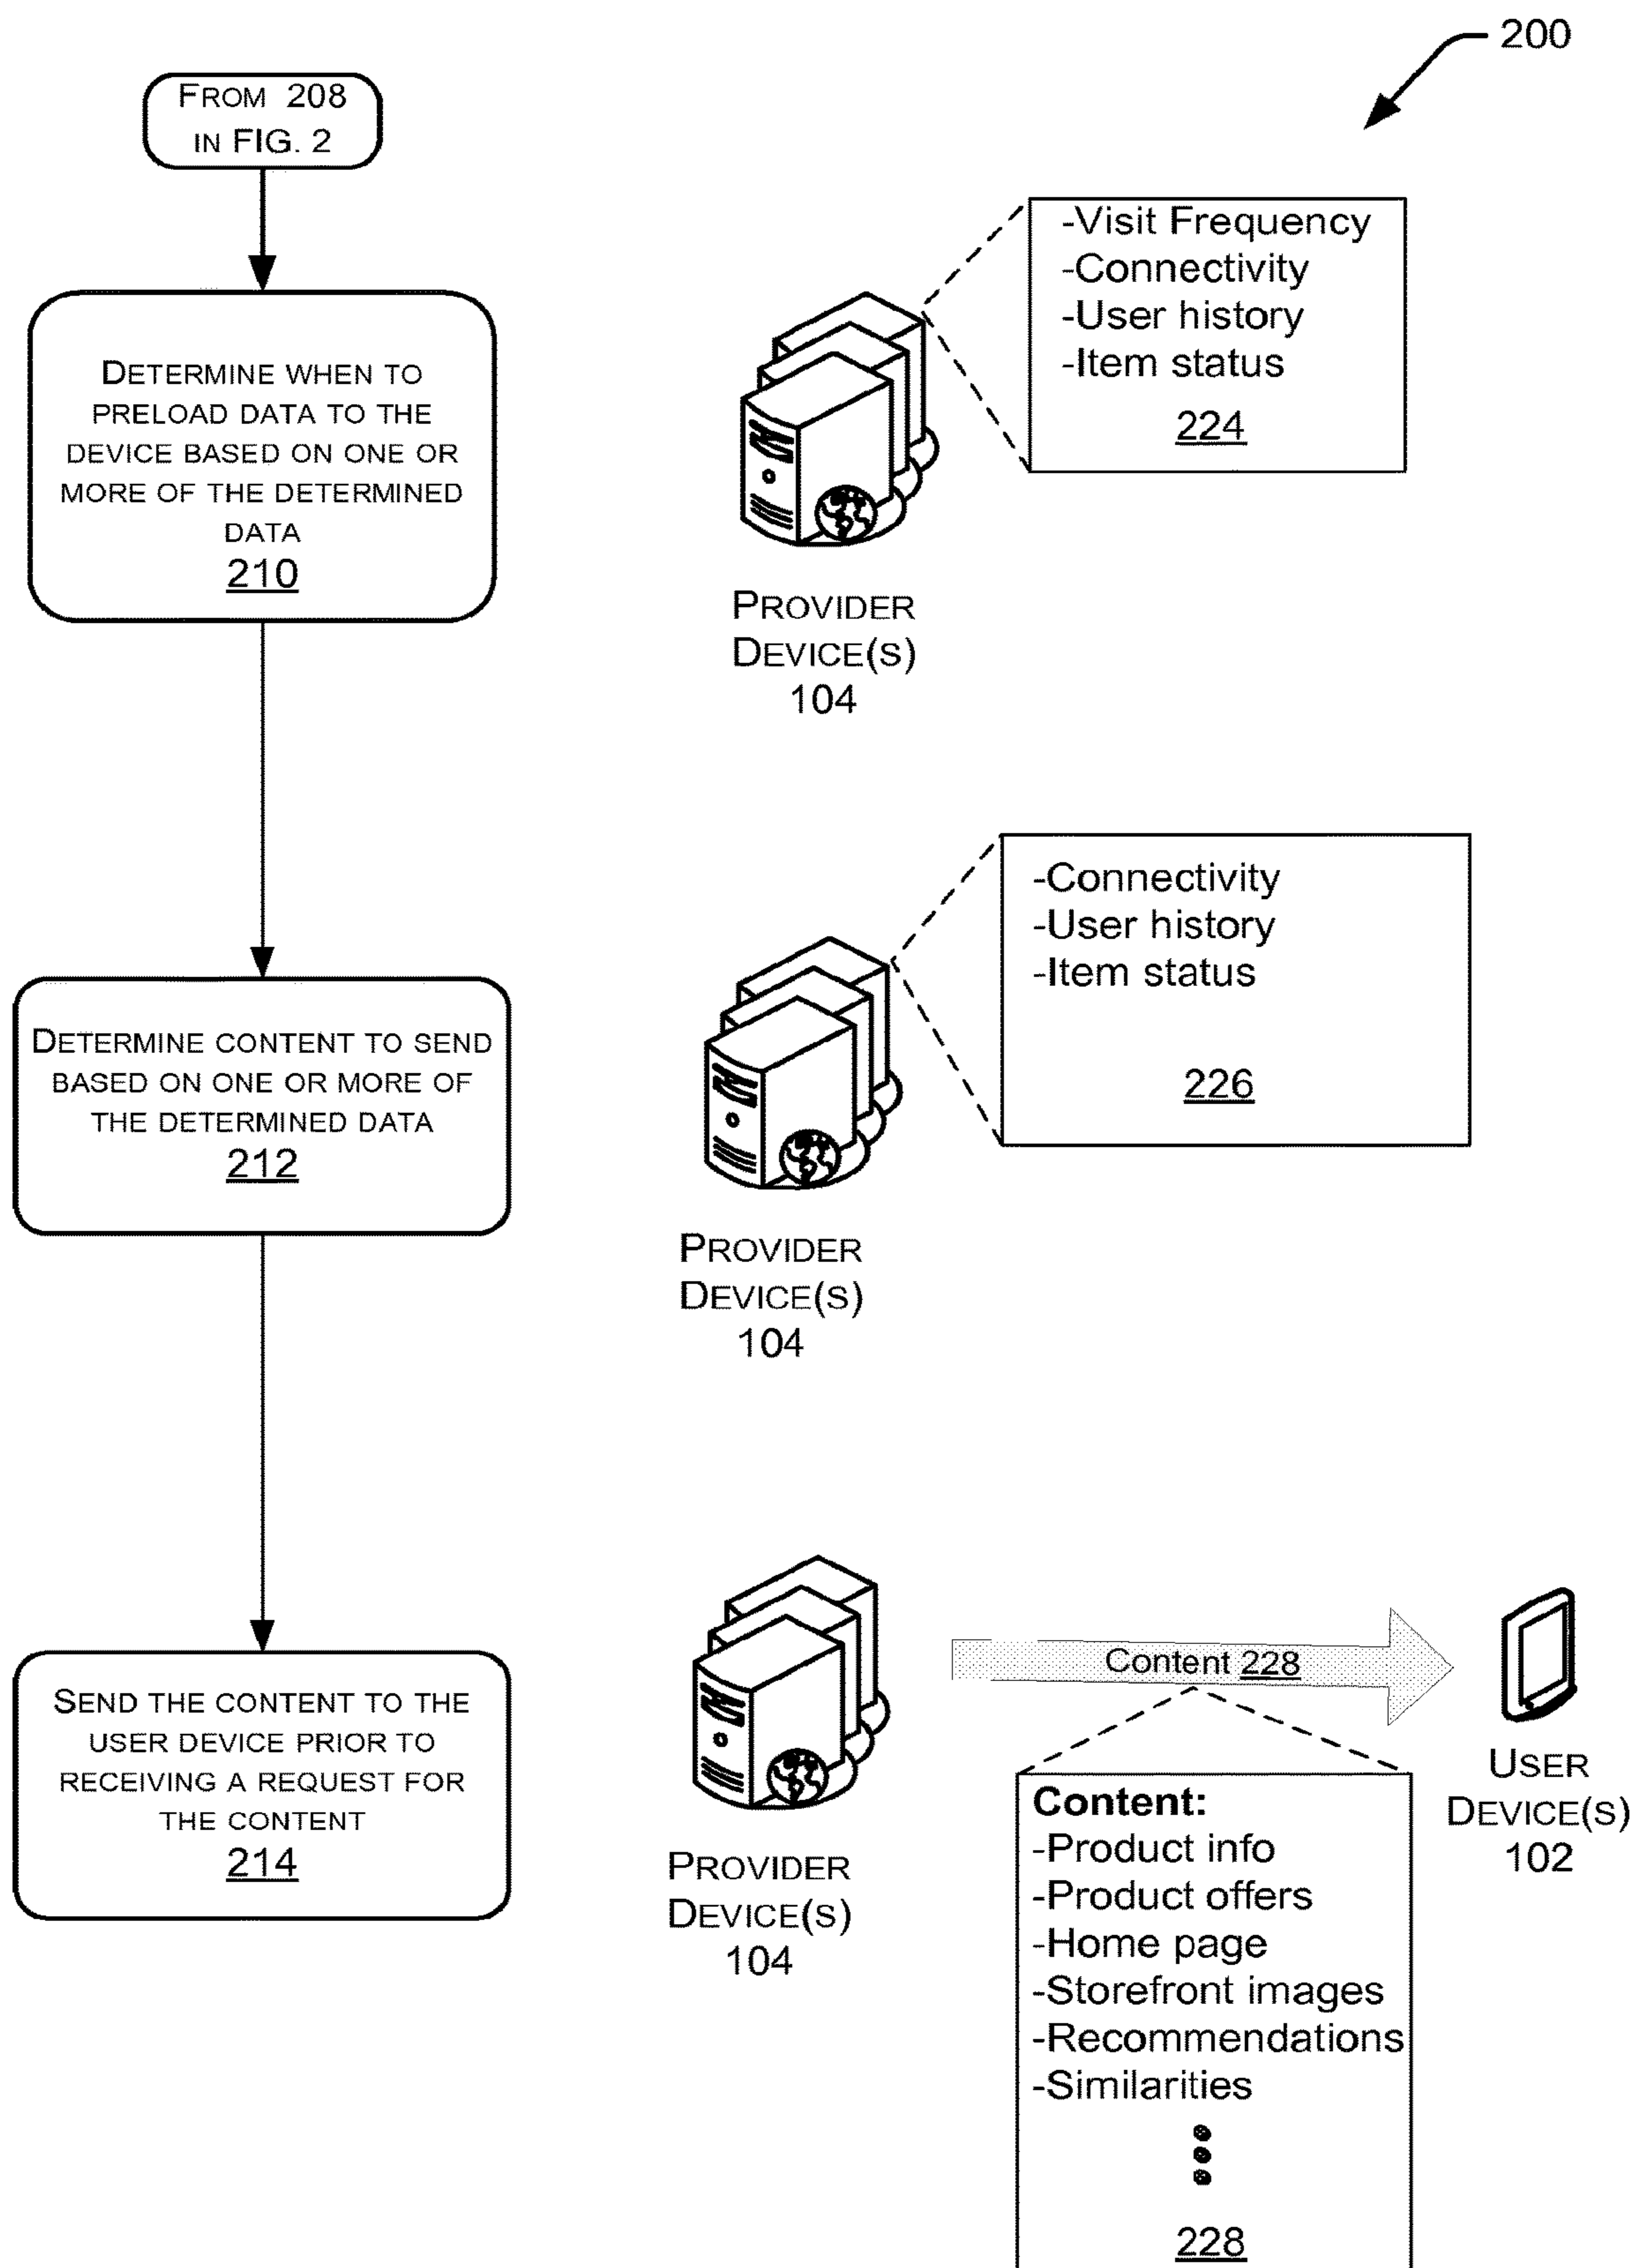 200
FROM 208
IN FIG. 2
DETERMINE WHEN TO
PRELOAD DATA TO THE
DEVICE BASED ON ONE OR
MORE OF THE DETERMINED
DATA
210
PROVIDER
DEVICE(S)
104
-Visit Frequency
-Connectivity
-User history
-Item status
224
DETERMINE CONTENT TO SEND
BASED ON ONE OR MORE OF
THE DETERMINED DATA
212
PROVIDER
DEVICE(S)
104
-Connectivity
-User history
-Item status
226
SEND THE CONTENT TO THE
USER DEVICE PRIOR TO
RECEIVING A REQUEST FOR
THE CONTENT
214
PROVIDER
DEVICE(S)
104
Content 228
USER
DEVICE(S)
102
Content:
-Product info
-Product offers
-Home page
-Storefront images
-Recommendations
-Similarities
228